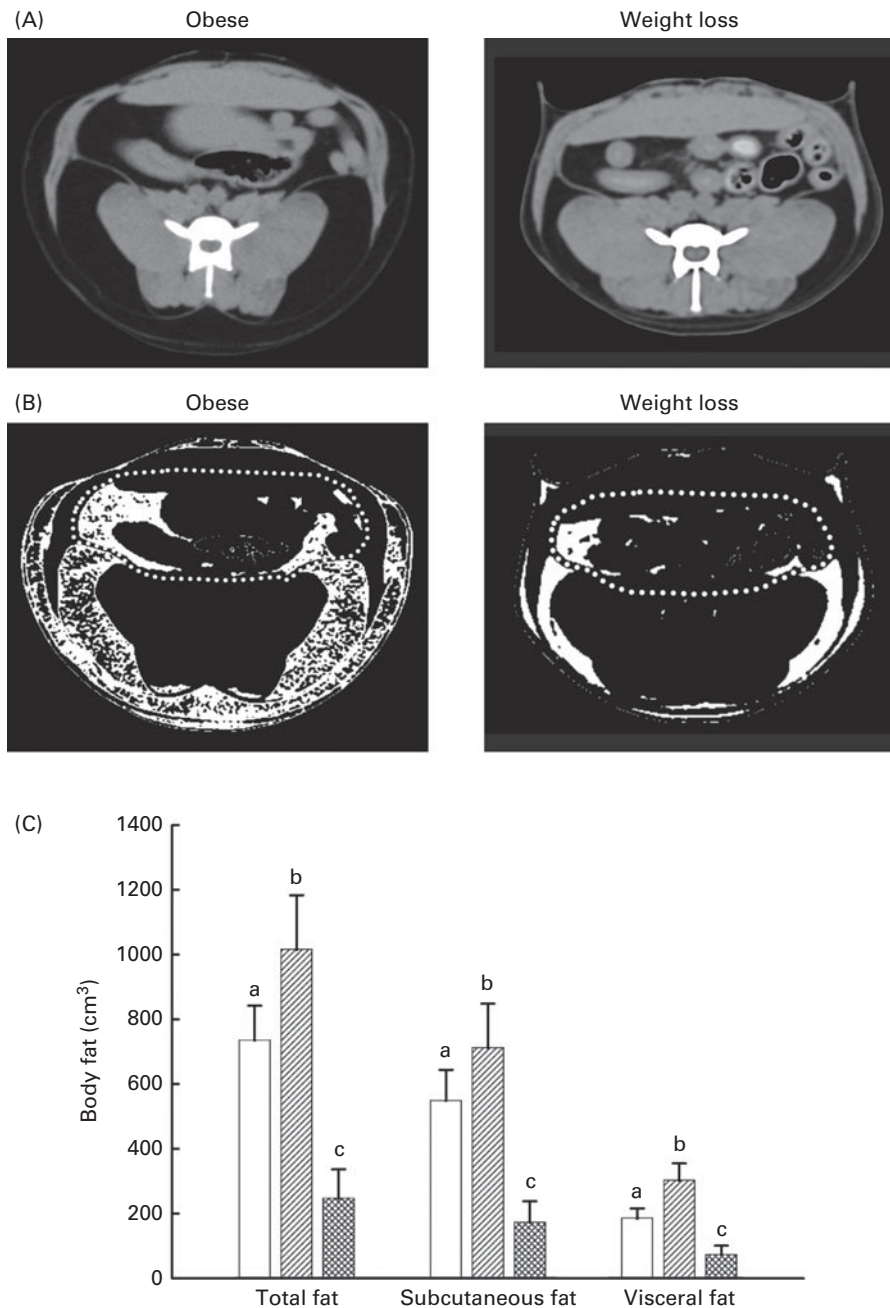 (A)
Obese
Weight loss
(B)
Obese
Weight loss
(C)
Body fat (cm³)
1400
1200
1000
800
600
400
200
0
a
b
c
a
b
c
a
b
c
Total fat
Subcutaneous fat
Visceral fat